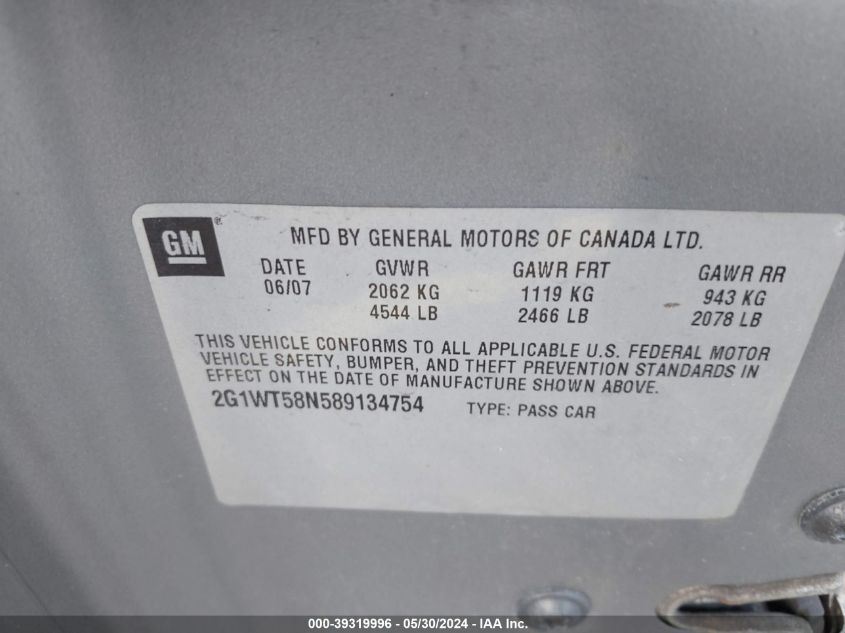 GM ®
MFD BY GENERAL MOTORS OF CANADA LTD.
DATE GVWR GAWR FRT GAWR RR
06/07 2062 KG 1119 KG 943 KG
4544 LB 2466 LB 2078 LB
THIS VEHICLE CONFORMS TO ALL APPLICABLE U.S. FEDERAL MOTOR
VEHICLE SAFETY, BUMPER, AND THEFT PREVENTION STANDARDS IN
EFFECT ON THE DATE OF MANUFACTURE SHOWN ABOVE.
2G1WT58N589134754 TYPE: PASS CAR
000-39319996 - 05/30/2024 - IAA Inc.